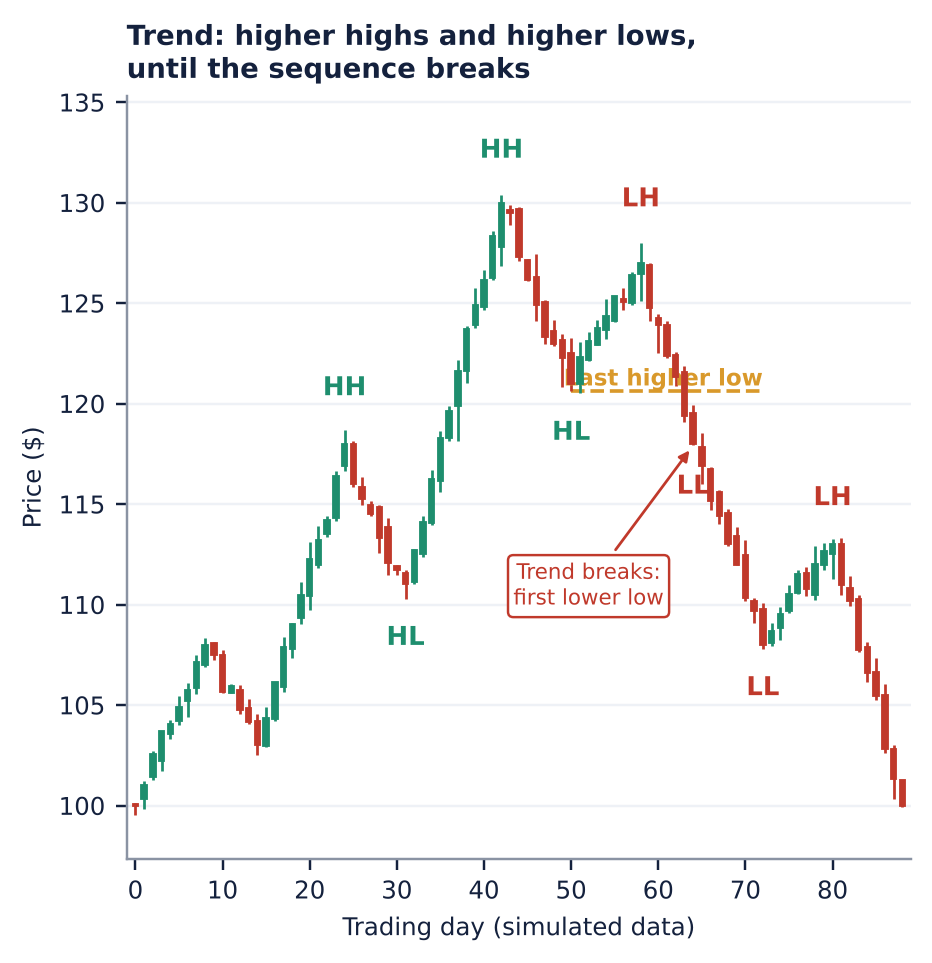 Trend: higher highs and higher lows,
until the sequence breaks
135
130
125
120
115
110
105
100
Price ($)
HH
LH
HH
Last higher low
HL
LL
LH
Trend breaks:
first lower low
HL
LL
0 10 20 30 40 50 60 70 80
Trading day (simulated data)